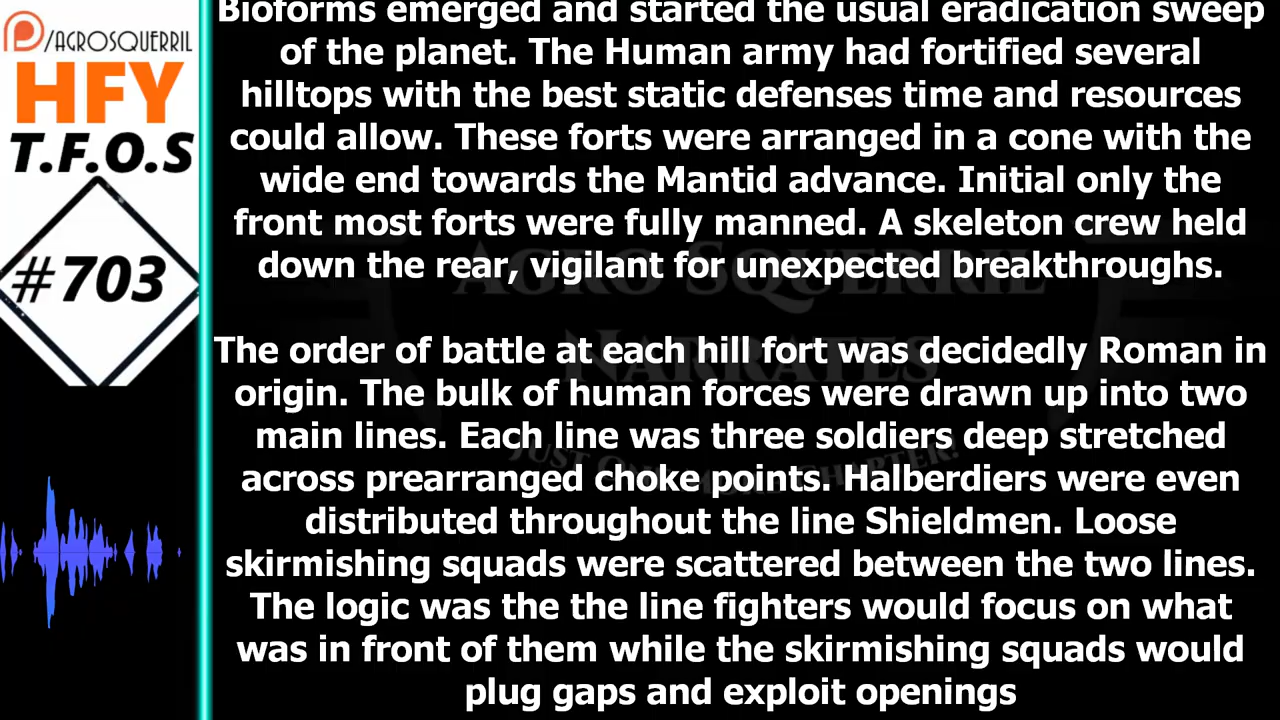 /AGROSQUERRIL
HFY
T.F.O.S
#703
Bioforms emerged and started the usual eradication sweep
of the planet. The Human army had fortified several
hilltops with the best static defenses time and resources
could allow. These forts were arranged in a cone with the
wide end towards the Mantid advance. Initial only the
front most forts were fully manned. A skeleton crew held
down the rear, vigilant for unexpected breakthroughs.
The order of battle at each hill fort was decidedly Roman in
origin. The bulk of human forces were drawn up into two
main lines. Each line was three soldiers deep stretched
across prearranged choke points. Halberdiers were even
distributed throughout the line Shieldmen. Loose
skirmishing squads were scattered between the two lines.
The logic was the the line fighters would focus on what
was in front of them while the skirmishing squads would
plug gaps and exploit openings
AGRO SQUERRIL
NARRATES
JUST ONE MORE CHAPTER!